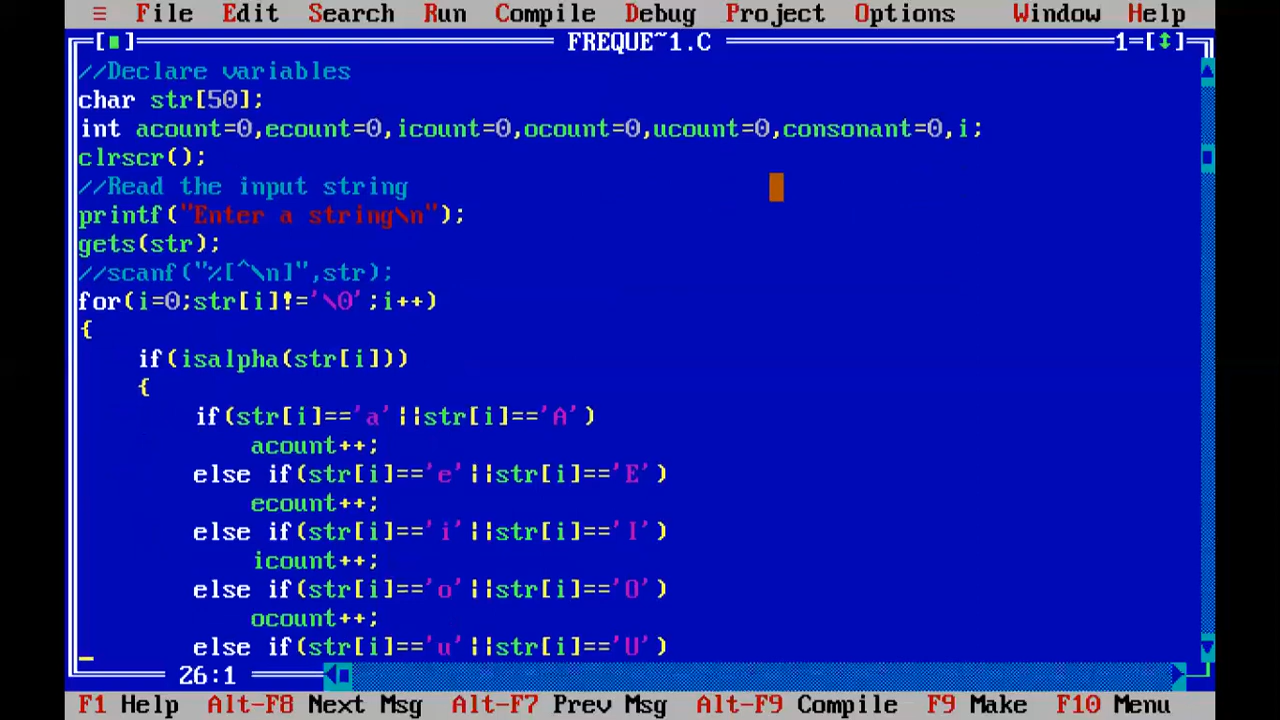 ≡ File Edit Search Run Compile Debug Project Options Window Help
[■] FREQUE~1.C 1=[↕]
//Declare variables
char str[50];
int acount=0,ecount=0,icount=0,ocount=0,ucount=0,consonant=0,i;
clrscr();
//Read the input string
printf("Enter a string\n");
gets(str);
//scanf("%[^\n]",str);
for(i=0;str[i]!='\0';i++)
{
if(isalpha(str[i]))
{
if(str[i]=='a'||str[i]=='A')
acount++;
else if(str[i]=='e'||str[i]=='E')
ecount++;
else if(str[i]=='i'||str[i]=='I')
icount++;
else if(str[i]=='o'||str[i]=='O')
ocount++;
else if(str[i]=='u'||str[i]=='U')
26:1
F1 Help Alt-F8 Next Msg Alt-F7 Prev Msg Alt-F9 Compile F9 Make F10 Menu